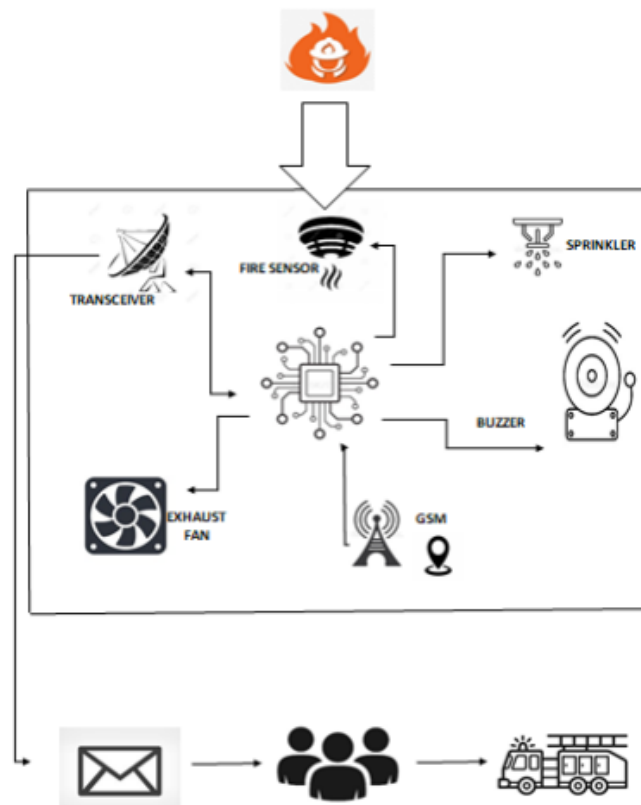 SPRINKLER
FIRE SENSOR
TRANSCEIVER
BUZZER
EXHAUST
FAN
GSM